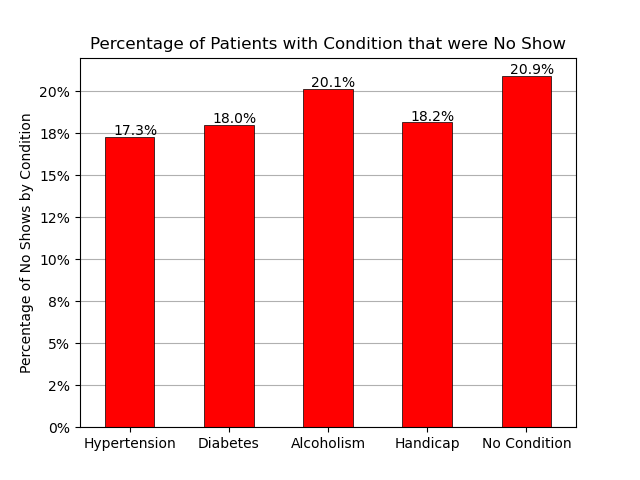 Percentage of Patients with Condition that were No Show
Percentage of No Shows by Condition
20%
18%
15%
12%
10%
8%
5%
2%
0%
17.3%
18.0%
20.1%
18.2%
20.9%
Hypertension
Diabetes
Alcoholism
Handicap
No Condition